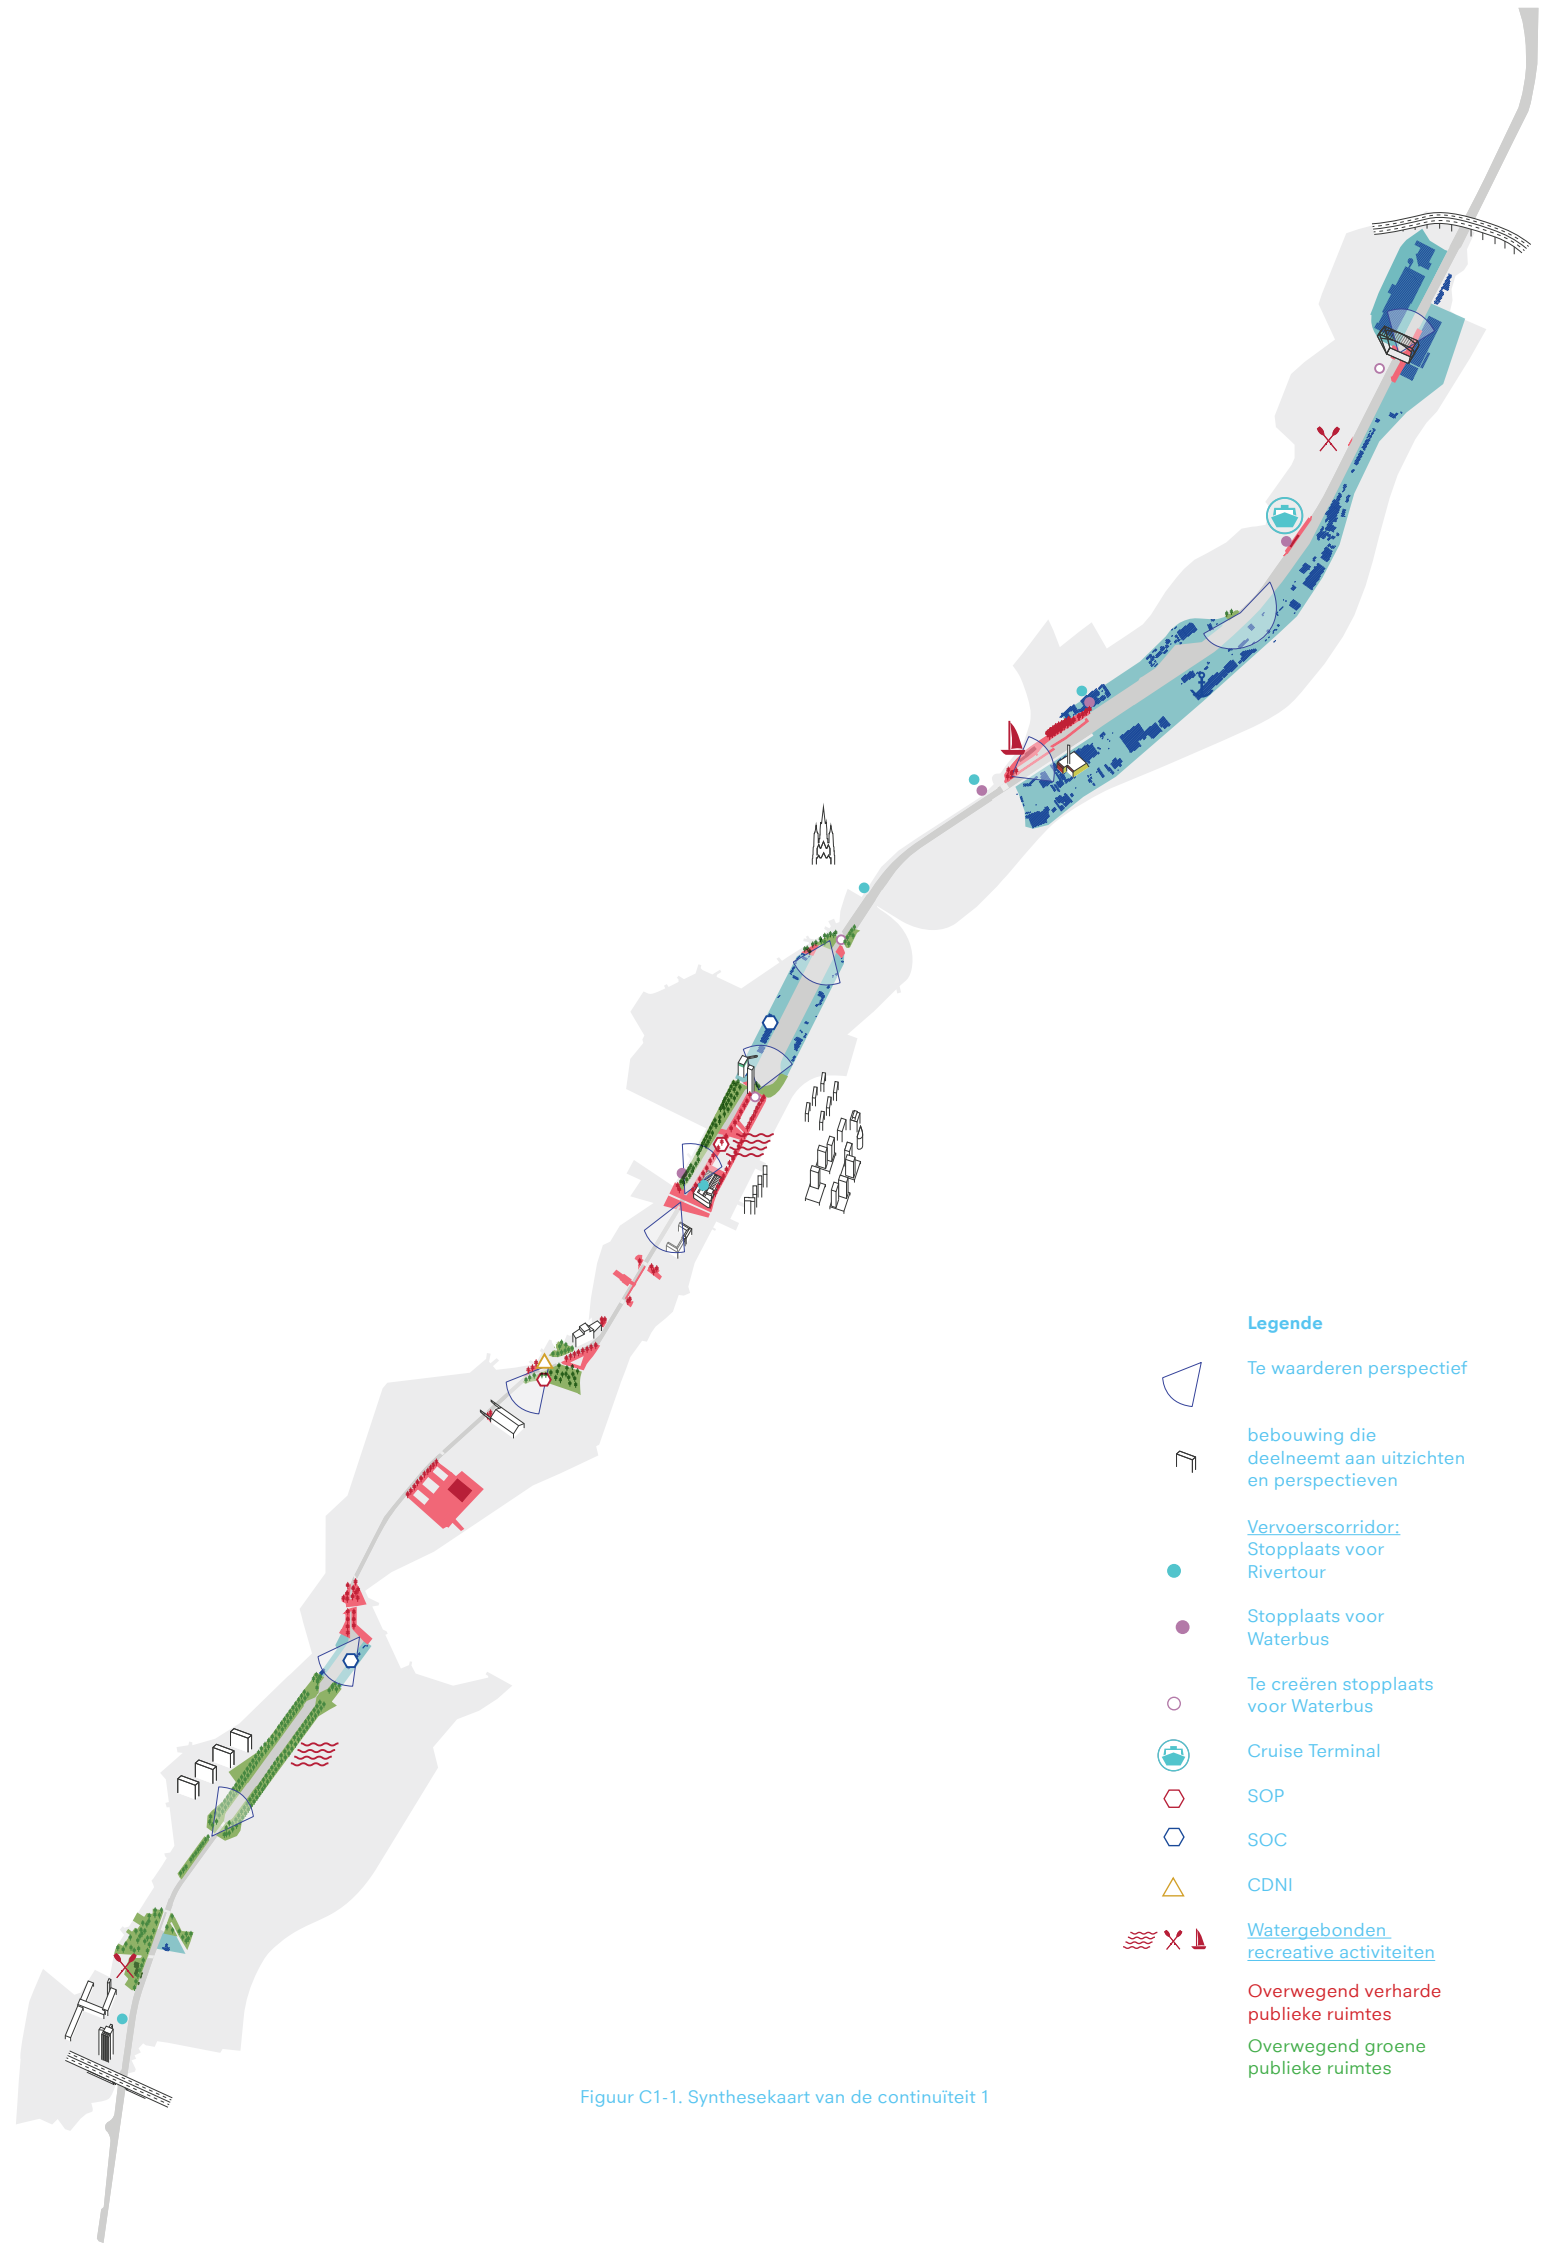 Legende
Te waarderen perspectief
bebouwing die
deelneemt aan uitzichten
en perspectieven
Vervoerscorridor:
Stopplaats voor
Rivertour
Stopplaats voor
Waterbus
Te creëren stopplaats
voor Waterbus
Cruise Terminal
SOP
SOC
CDNI
Watergebonden
recreative activiteiten
Overwegend verharde
publieke ruimtes
Overwegend groene
publieke ruimtes
Figuur C1-1. Synthesekaart van de continuïteit 1